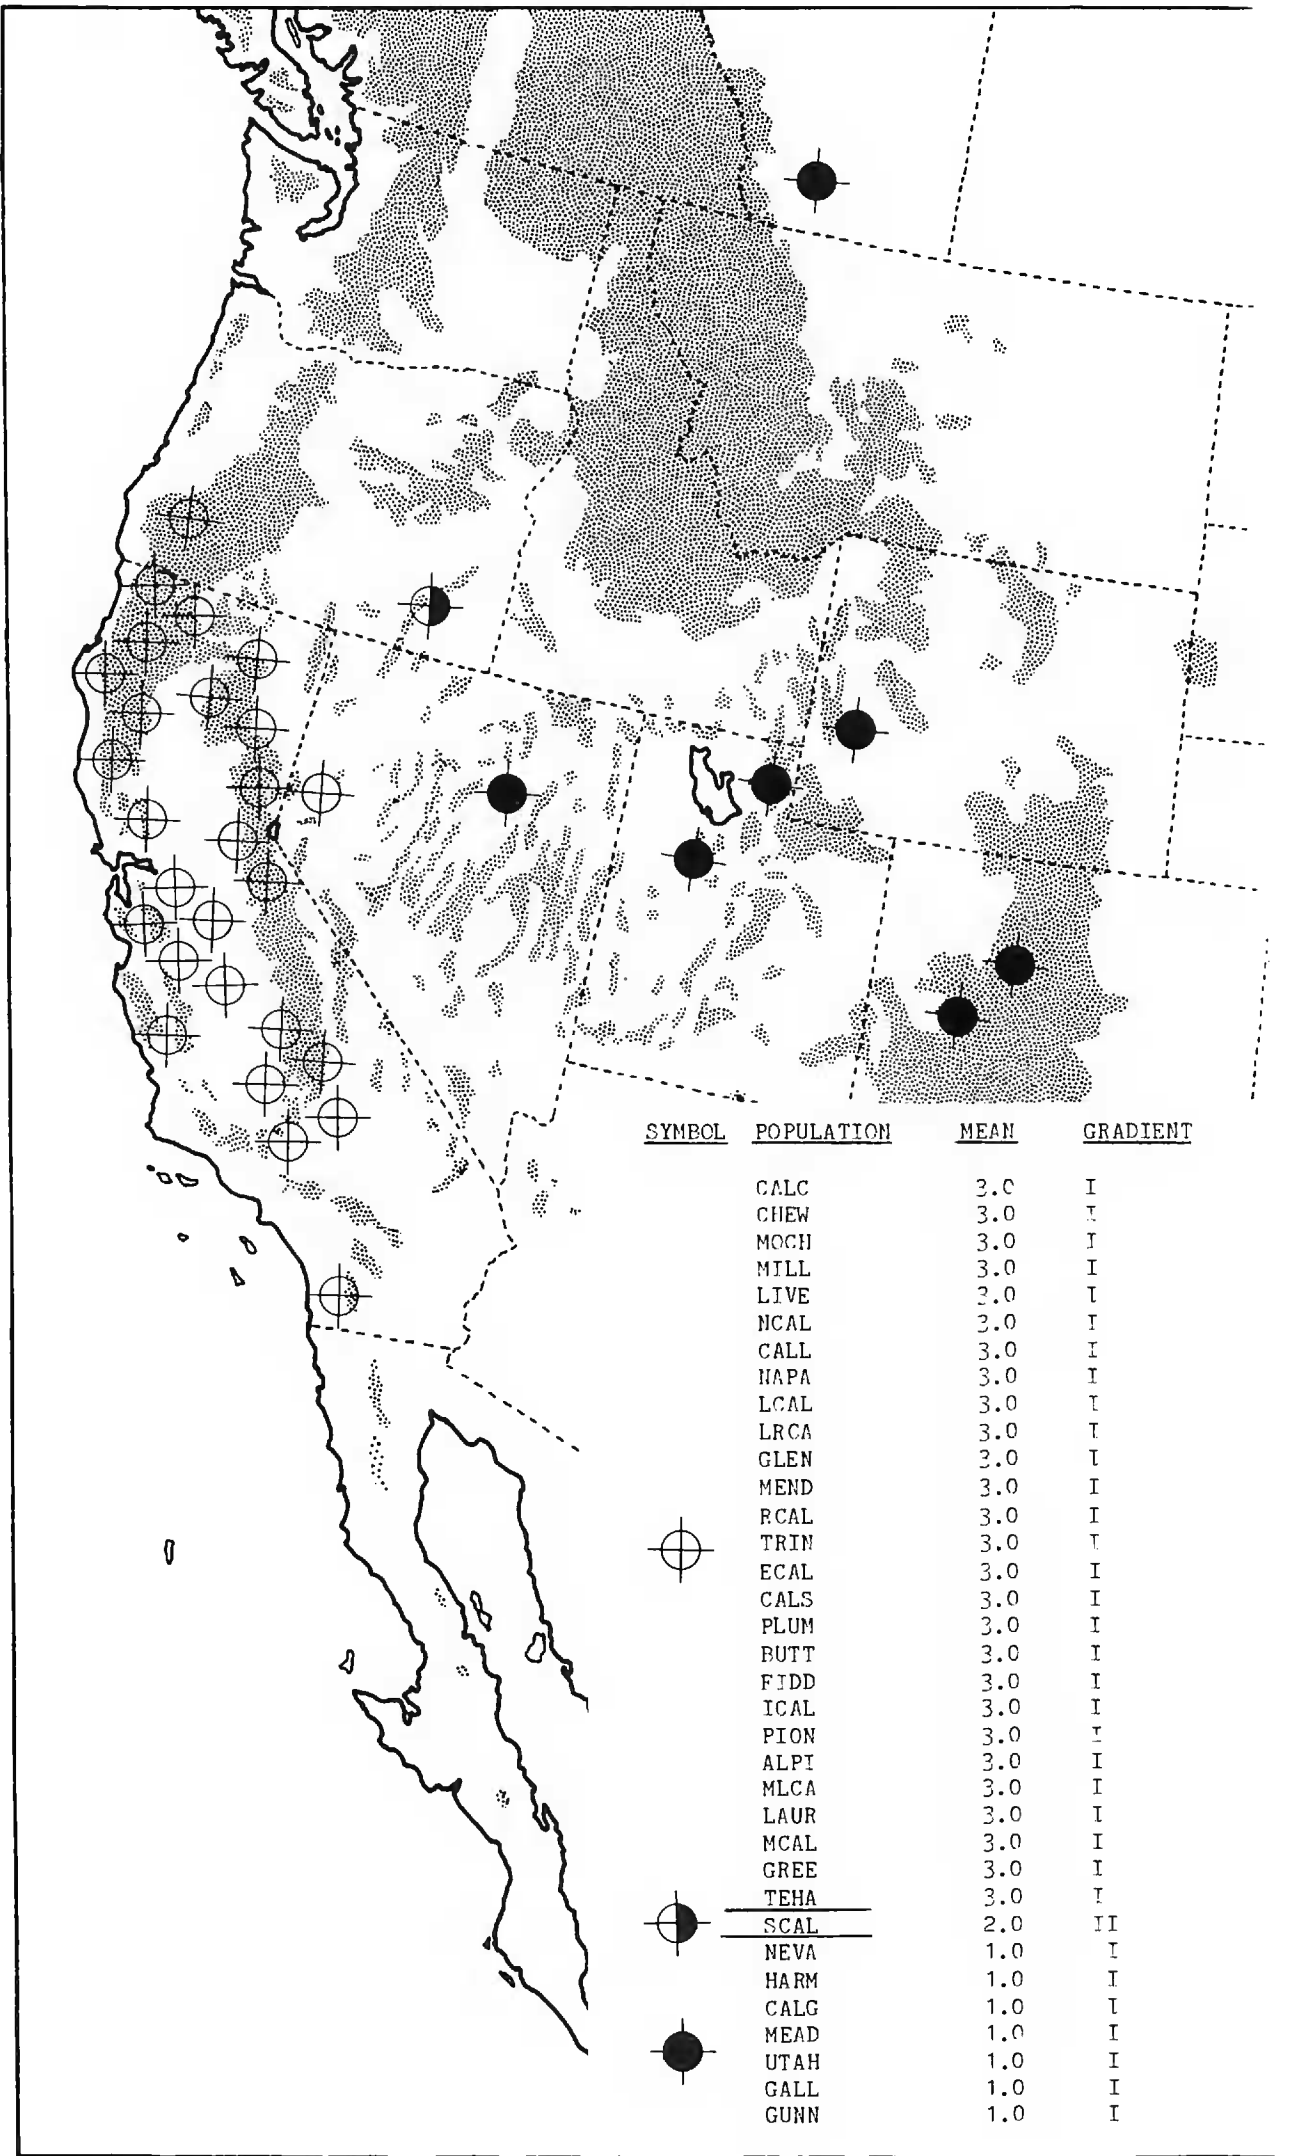 SYMBOL POPULATION MEAN GRADIENT
CALC 3.0 I
CHEW 3.0 I
MOCH 3.0 I
MILL 3.0 I
LIVE 3.0 I
NCAL 3.0 I
CALL 3.0 I
NAPA 3.0 I
LCAL 3.0 I
LRCA 3.0 I
GLEN 3.0 I
MEND 3.0 I
RCAL 3.0 I
TRIN 3.0 I
ECAL 3.0 I
CALS 3.0 I
PLUM 3.0 I
BUTT 3.0 I
FIDD 3.0 I
ICAL 3.0 I
PION 3.0 I
ALPI 3.0 I
MLCA 3.0 I
LAUR 3.0 I
MCAL 3.0 I
GREE 3.0 I
TEHA 3.0 I
SCAL 2.0 II
NEVA 1.0 I
HARM 1.0 I
CALG 1.0 I
MEAD 1.0 I
UTAH 1.0 I
GALL 1.0 I
GUNN 1.0 I